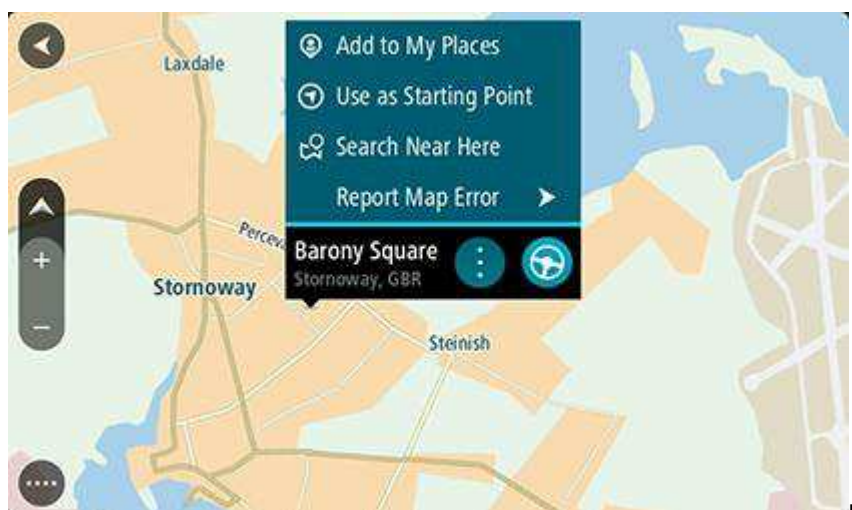 Add to My Places
Laxdale
Use as Starting Point
Search Near Here
Report Map Error
Barony Square
Stornoway, GBR
Stornoway
Steinish